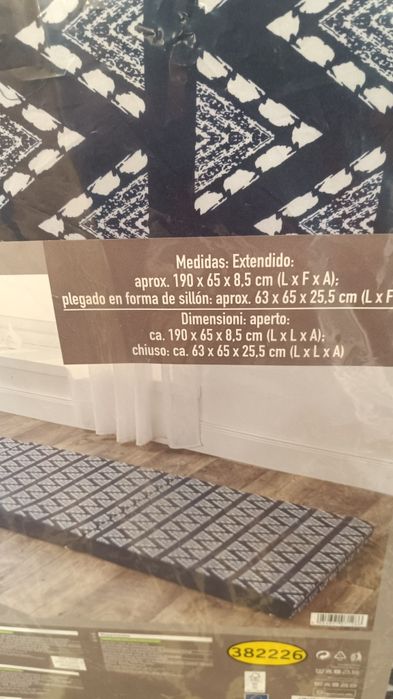 Medidas: Extendido:
aprox. 190 x 65 x 8,5 cm (L x F x A);
plegado en forma de sillón: aprox. 63 x 65 x 25,5 cm (L x F
Dimensioni: aperto:
ca. 190 x 65 x 8,5 cm (L x L x A);
chiuso: ca. 63 x 65 x 25,5 cm (L x L x A)
382226